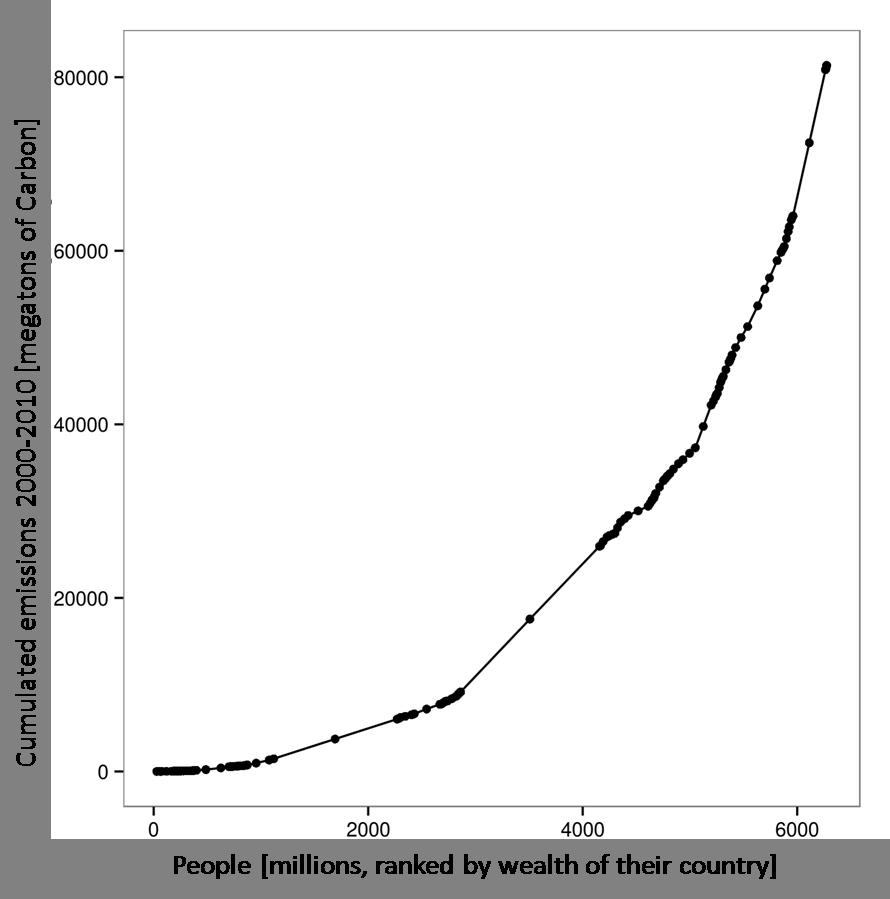 Cumulated emissions 2000-2010 [megatons of Carbon]
80000
60000
40000
20000
0
0 2000 4000 6000
People [millions, ranked by wealth of their country]